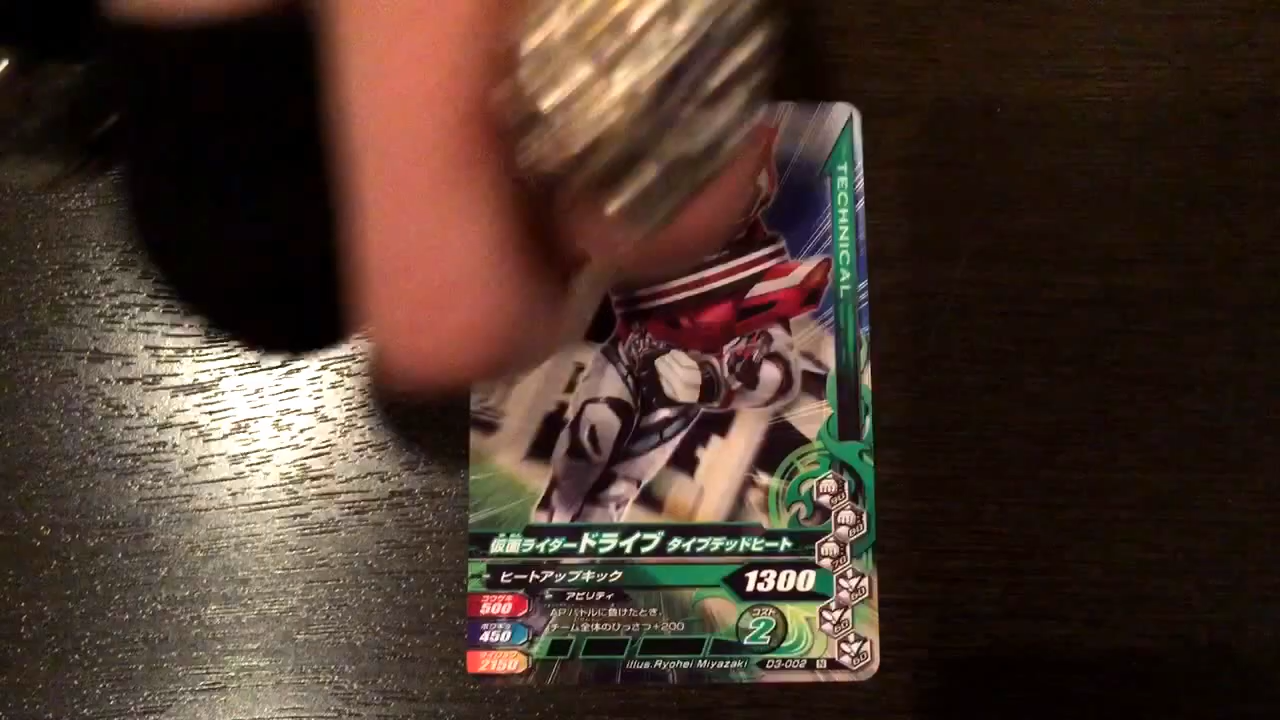 TECHNICAL
仮面ライダードライブ タイプデッドヒート
ヒートアップキック
1300
コウゲキ
500
アビリティ
APバトルに負けたとき、
チーム全体のひっさつ+200
ボウギョ
450
コスト
2
タイリョク
2150
Illus.Ryohei Miyazaki
D3-002 N